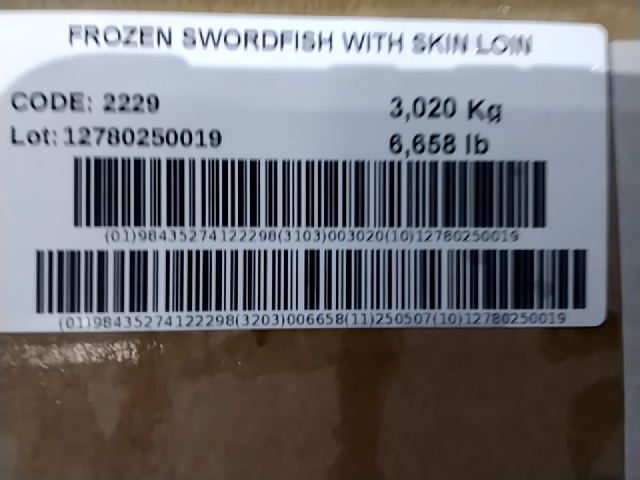 FROZEN SWORDFISH WITH SKIN LOIN
CODE: 2229
3,020 Kg
Lot: 12780250019
6,658 lb
(01)98435274122298(3103)003020(10)12780250019
(01)98435274122298(3203)006658(11)250507(10)12780250019